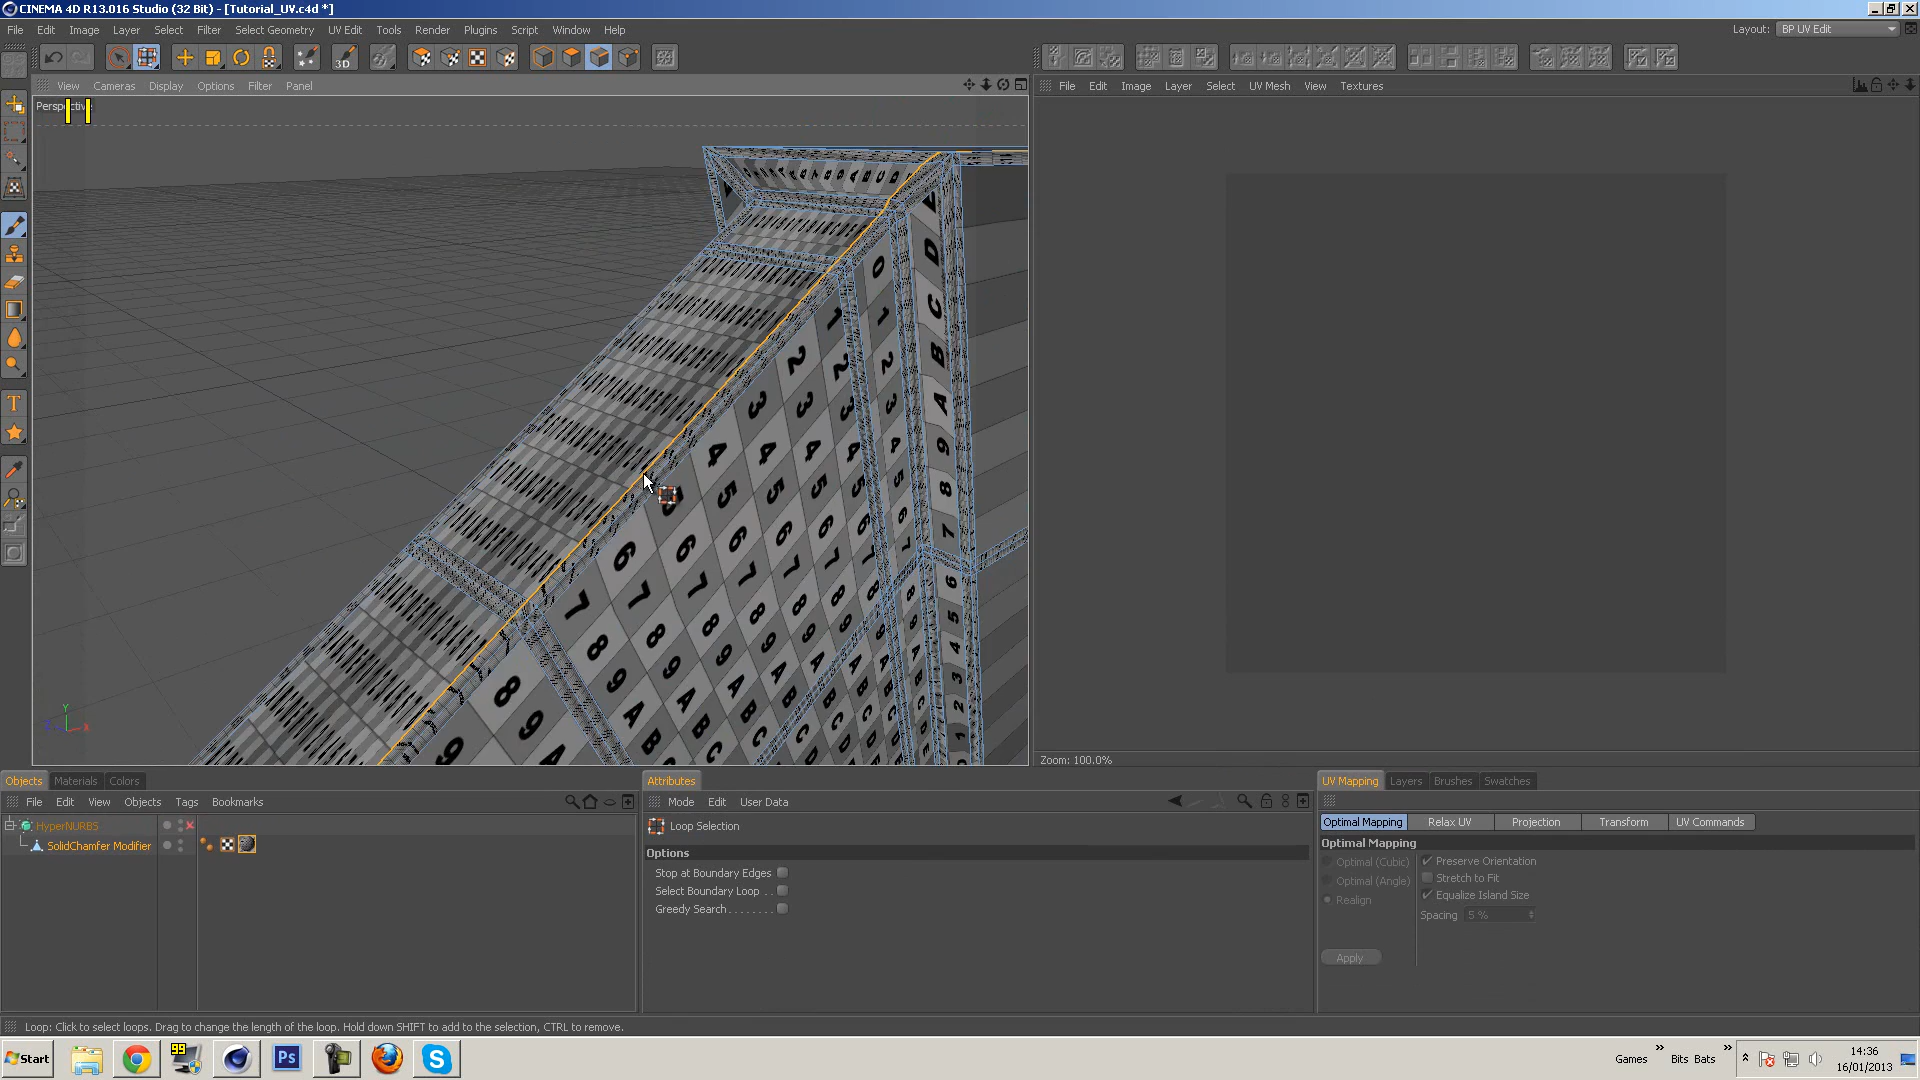 CINEMA 4D R13.016 Studio (32 Bit) - [Tutorial_UV.c4d *]
File Edit Image Layer Select Filter Select Geometry UV Edit Tools Render Plugins Script Window Help
Layout: BP UV Edit
3D
View Cameras Display Options Filter Panel
File Edit Image Layer Select UV Mesh View Textures
Perspective
Zoom: 100.0%
Objects Materials Colors
File Edit View Objects Tags Bookmarks
HyperNURBS
SolidChamfer Modifier
Attributes
Mode Edit User Data
Loop Selection
Options
Stop at Boundary Edges
Select Boundary Loop . .
Greedy Search . . . . . . . .
UV Mapping Layers Brushes Swatches
Optimal Mapping Relax UV Projection Transform UV Commands
Optimal Mapping
Optimal (Cubic) Preserve Orientation
Optimal (Angle) Stretch to Fit
Realign Equalize Island Size
Spacing 5 %
Apply
Loop: Click to select loops. Drag to change the length of the loop. Hold down SHIFT to add to the selection, CTRL to remove.
Start
99
Ps
Games » Bits Bats »
14:36
16/01/2013